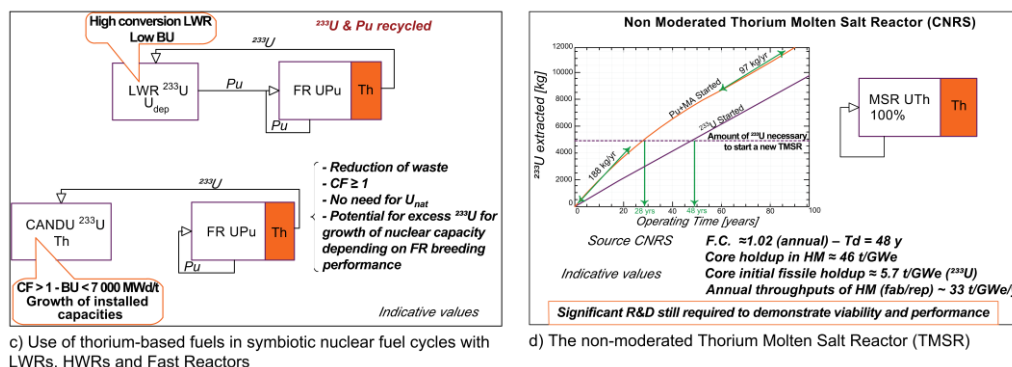 High conversion LWR
Low BU
²³³U & Pu recycled
²³³U
LWR ²³³U
U_dep
Pu
FR UPu
Th
Pu
²³³U
CANDU ²³³U
Th
FR UPu
Th
Pu
- Reduction of waste
- CF ≥ 1
- No need for U_nat
- Potential for excess ²³³U for
growth of nuclear capacity
depending on FR breeding
performance
CF > 1 - BU < 7 000 MWd/t
Growth of installed
capacities
Indicative values
c) Use of thorium-based fuels in symbiotic nuclear fuel cycles with
LWRs, HWRs and Fast Reactors
Non Moderated Thorium Molten Salt Reactor (CNRS)
²³³U extracted [kg]
12000
10000
8000
6000
4000
2000
0
97 kg/yr
Pu+MA Started
²³³U Started
Amount of ²³³U necessary
to start a new TMSR
188 kg/yr
28 yrs
48 yrs
0
20
40
60
80
100
Operating Time [years]
MSR UTh
100%
Th
Source CNRS
F.C. ≈1.02 (annual) – Td = 48 y
Core holdup in HM ≈ 46 t/GWe
Indicative values
Core initial fissile holdup ≈ 5.7 t/GWe (²³³U)
Annual throughputs of HM (fab/rep) ~ 33 t/GWe/
Significant R&D still required to demonstrate viability and performance
d) The non-moderated Thorium Molten Salt Reactor (TMSR)